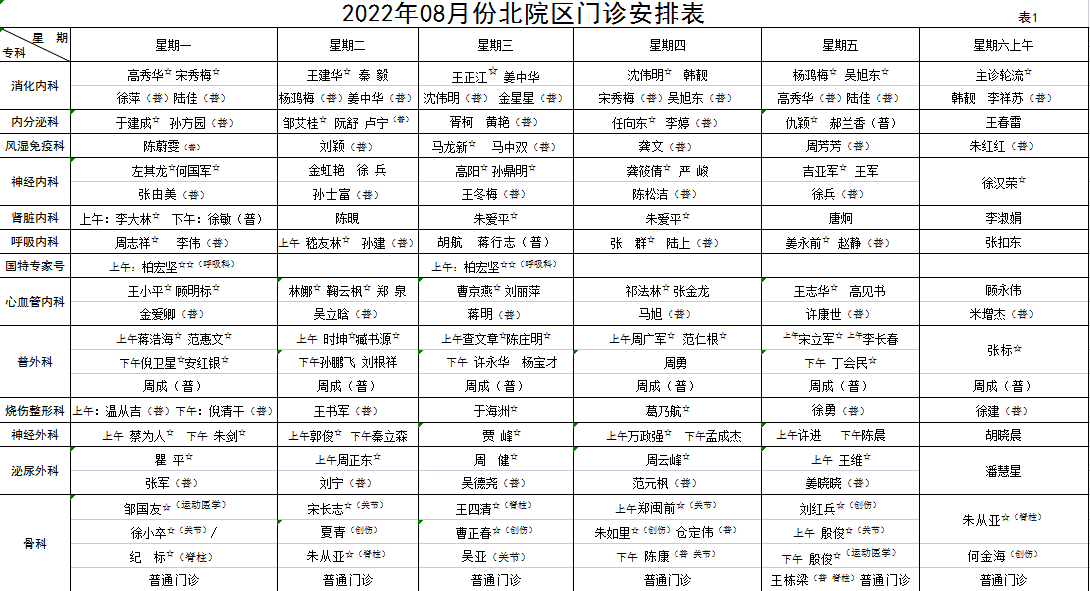 2022年08月份北院区门诊安排表
表1
星 期 星期一 星期二 星期三 星期四 星期五 星期六上午
专科
高秀华☆ 宋秀梅☆ 王建华☆ 秦 毅 王正江☆ 姜中华 沈伟明☆ 韩靓 杨鸿梅☆ 吴旭东☆ 主诊轮流☆
消化内科
徐萍（普）陆佳（普） 杨鸿梅（普）姜中华（普） 沈伟明（普） 金星星（普） 宋秀梅（普）吴旭东（普） 高秀华（普）陆佳（普） 韩靓 李祥苏（普）
内分泌科 于建成☆ 孙方园（普） 邹艾桂☆ 阮舒 卢宁（普） 胥柯 黄艳（普） 任向东☆ 李婷（普） 仇颖☆ 郝兰香（普） 王春雷
风湿免疫科 陈蔚雯（普） 刘颖（普） 马龙新☆ 马中双（普） 龚文（普） 周芳芳（普） 朱红红（普）
左其龙☆何国军☆ 金虹艳 徐 兵 高阳☆ 孙鼎明☆ 龚筱倩☆ 严 峻 吉亚军☆ 王军
神经内科 徐汉荣☆
张由美（普） 孙士富（普） 王冬梅（普） 陈松洁（普） 徐兵（普）
肾脏内科 上午：李大林☆ 下午：徐敏（普） 陈晛 朱爱平☆ 朱爱平☆ 唐炯 李淑娟
呼吸内科 周志祥☆ 李伟（普） 上午 嵇友林☆ 孙建（普） 胡航 蒋行志（普） 张 群☆ 陆上（普） 姜永前☆ 赵静（普） 张扣东
国特专家号 上午：柏宏坚☆☆（呼吸科） 上午：柏宏坚☆☆（呼吸科）
王小平☆ 顾明标☆ 林娜☆ 鞠云枫☆ 郑 泉 曹京燕☆ 刘丽萍 祁法林☆ 张金龙 王志华☆ 高见书 顾永伟
心血管内科
金爱卿（普） 吴立晗（普） 蒋明（普） 马旭（普） 许康世（普） 米增杰（普）
上午蒋浩海☆ 范惠文☆ 上午 时坤☆臧书源☆ 上午查文章☆陈庄明☆ 上午周广军☆ 范仁根☆ 上午宋立军☆ 上午李长春
普外科 下午倪卫星☆安红银☆ 下午孙鹏飞 刘根祥 下午 许永华 杨宝才 周勇 下午 丁会民☆ 张标☆
周成（普） 周成（普） 周成（普） 周成（普） 周成（普） 周成（普）
烧伤整形科 上午：温从吉（普）下午：倪清干（普） 王书军（普） 于海洲☆ 葛乃航☆ 徐勇（普） 徐建（普）
神经外科 上午 蔡为人☆ 下午 朱剑☆ 上午郭俊☆ 下午秦立森 贾 峰☆ 上午万政强☆ 下午孟成杰 上午许进 下午陈晨 胡晓晨
瞿 平☆ 上午周正东☆ 周 健☆ 周云峰☆ 上午 王维☆
泌尿外科 潘慧星
张军（普） 刘宁（普） 吴德尧（普） 范元枫（普） 姜晓晓（普）
邹国友☆（运动医学） 宋长志☆（关节） 王四清☆（脊柱） 上午郑闽前☆（关节） 刘红兵☆（创伤）
徐小卒☆（关节）/ 夏青（创伤） 曹正春☆（创伤） 朱如里☆（创伤）仓定伟（普） 上午 殷俊☆（关节） 朱从亚☆（脊柱）
骨科
纪 标☆（脊柱） 朱从亚☆（脊柱） 吴亚（关节） 下午 陈康（普 关节） 下午 殷俊☆（运动医学） 何金海（创伤）
普通门诊 普通门诊 普通门诊 普通门诊 王栋梁（普 脊柱）普通门诊 普通门诊